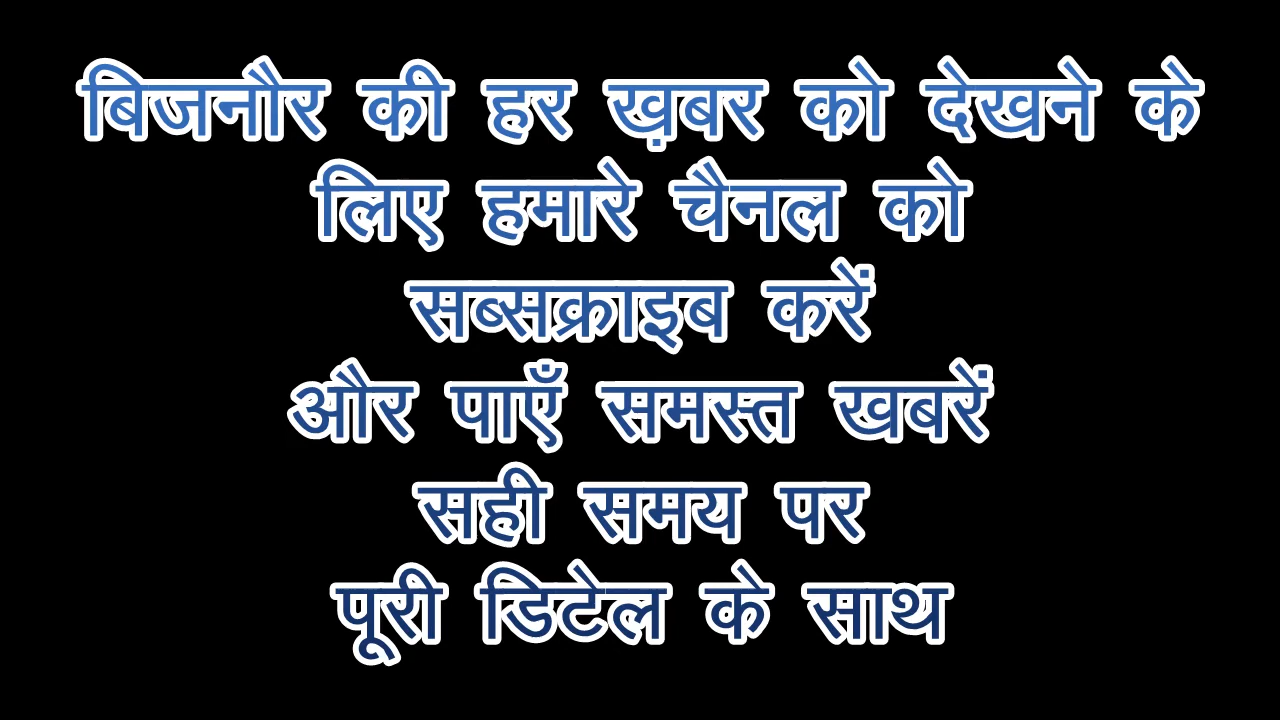 बिजनौर की हर ख़बर को देखने के
लिए हमारे चैनल को
सब्सक्राइब करें
और पाएँ समस्त खबरें
सही समय पर
पूरी डिटेल के साथ